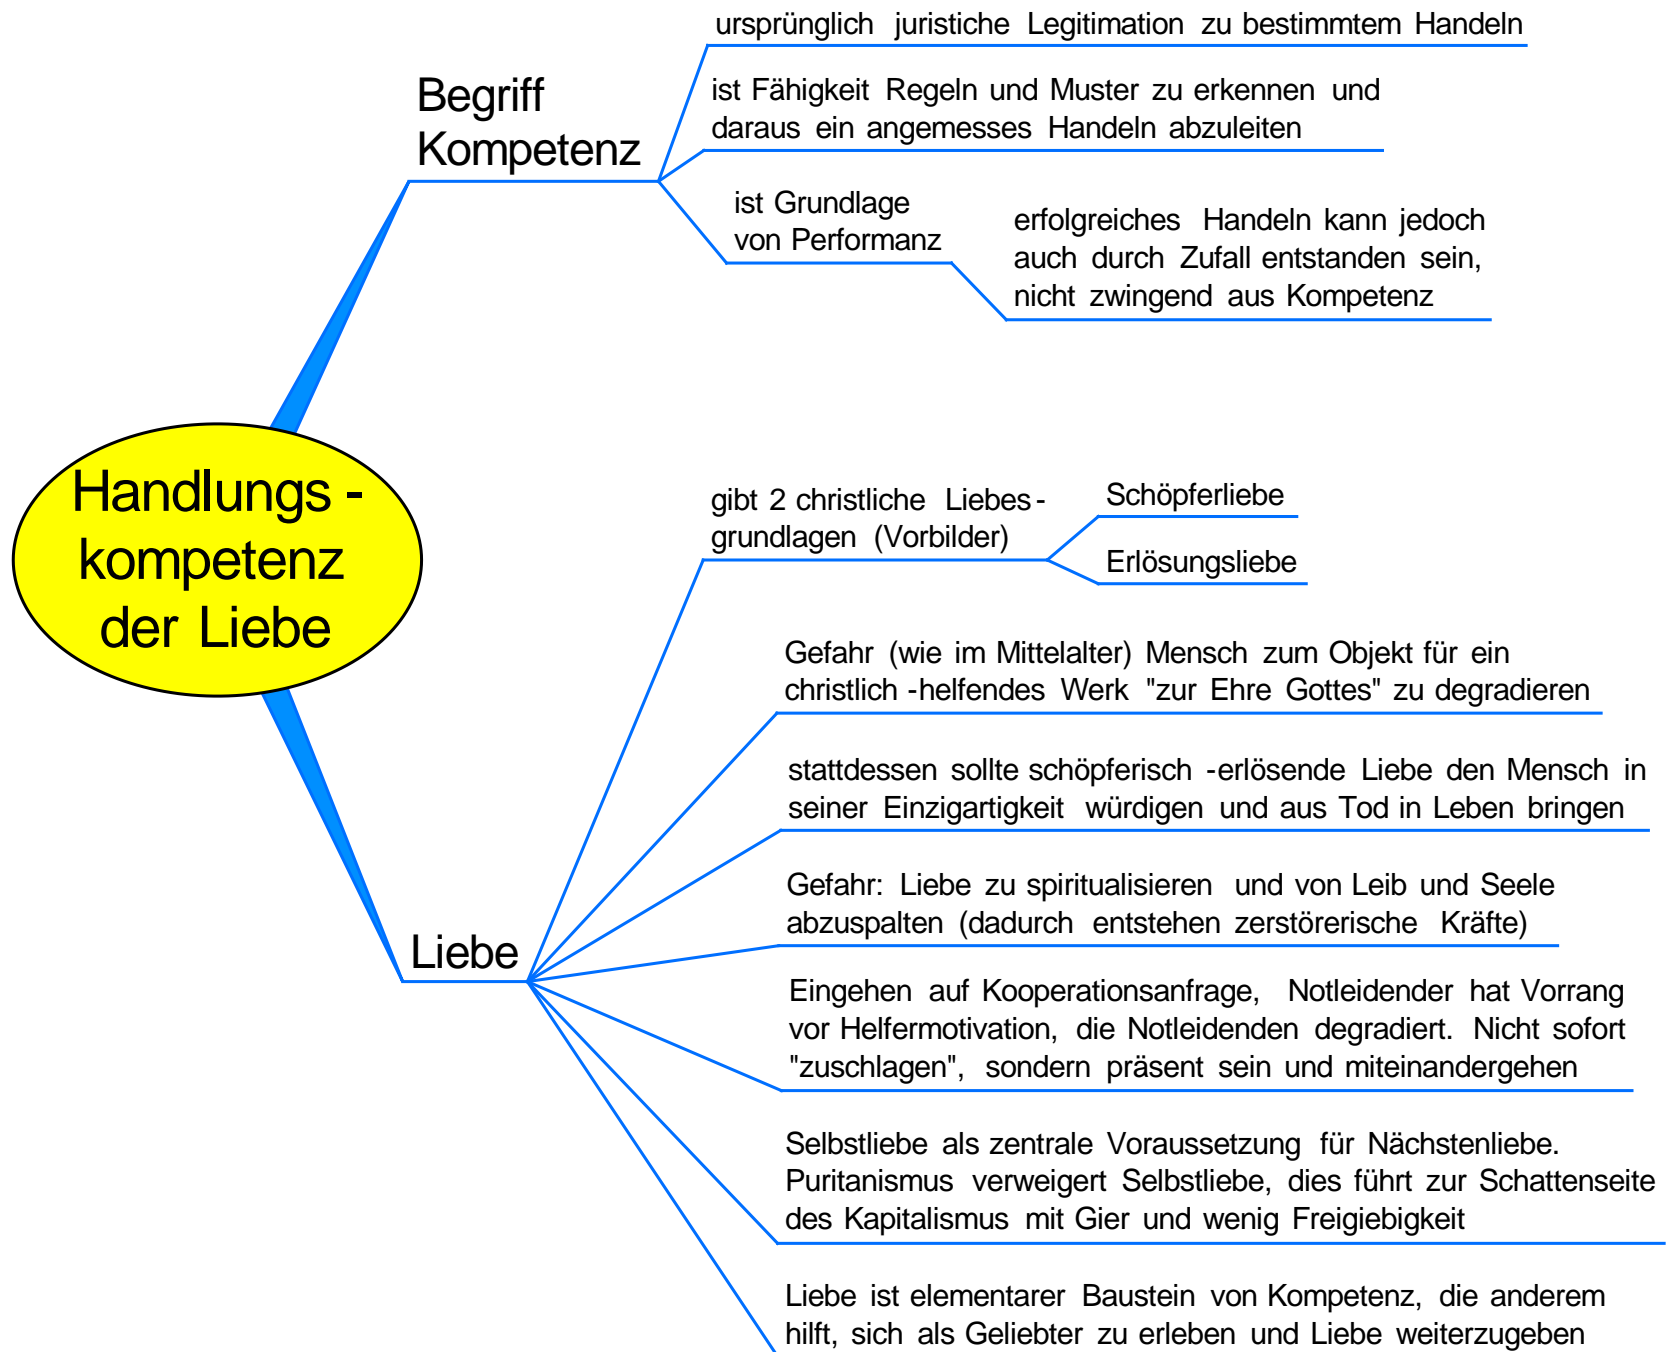 ursprünglich juristiche Legitimation zu bestimmtem Handeln
Begriff
Kompetenz
ist Fähigkeit Regeln und Muster zu erkennen und
daraus ein angemesses Handeln abzuleiten
ist Grundlage
von Performanz
erfolgreiches Handeln kann jedoch
auch durch Zufall entstanden sein,
nicht zwingend aus Kompetenz
Handlungs-
kompetenz
der Liebe
gibt 2 christliche Liebes-
grundlagen (Vorbilder)
Schöpferliebe
Erlösungsliebe
Gefahr (wie im Mittelalter) Mensch zum Objekt für ein
christlich-helfendes Werk "zur Ehre Gottes" zu degradieren
stattdessen sollte schöpferisch-erlösende Liebe den Mensch in
seiner Einzigartigkeit würdigen und aus Tod in Leben bringen
Gefahr: Liebe zu spiritualisieren und von Leib und Seele
abzuspalten (dadurch entstehen zerstörerische Kräfte)
Liebe
Eingehen auf Kooperationsanfrage, Notleidender hat Vorrang
vor Helfermotivation, die Notleidenden degradiert. Nicht sofort
"zuschlagen", sondern präsent sein und miteinandergehen
Selbstliebe als zentrale Voraussetzung für Nächstenliebe.
Puritanismus verweigert Selbstliebe, dies führt zur Schattenseite
des Kapitalismus mit Gier und wenig Freigiebigkeit
Liebe ist elementarer Baustein von Kompetenz, die anderem
hilft, sich als Geliebter zu erleben und Liebe weiterzugeben